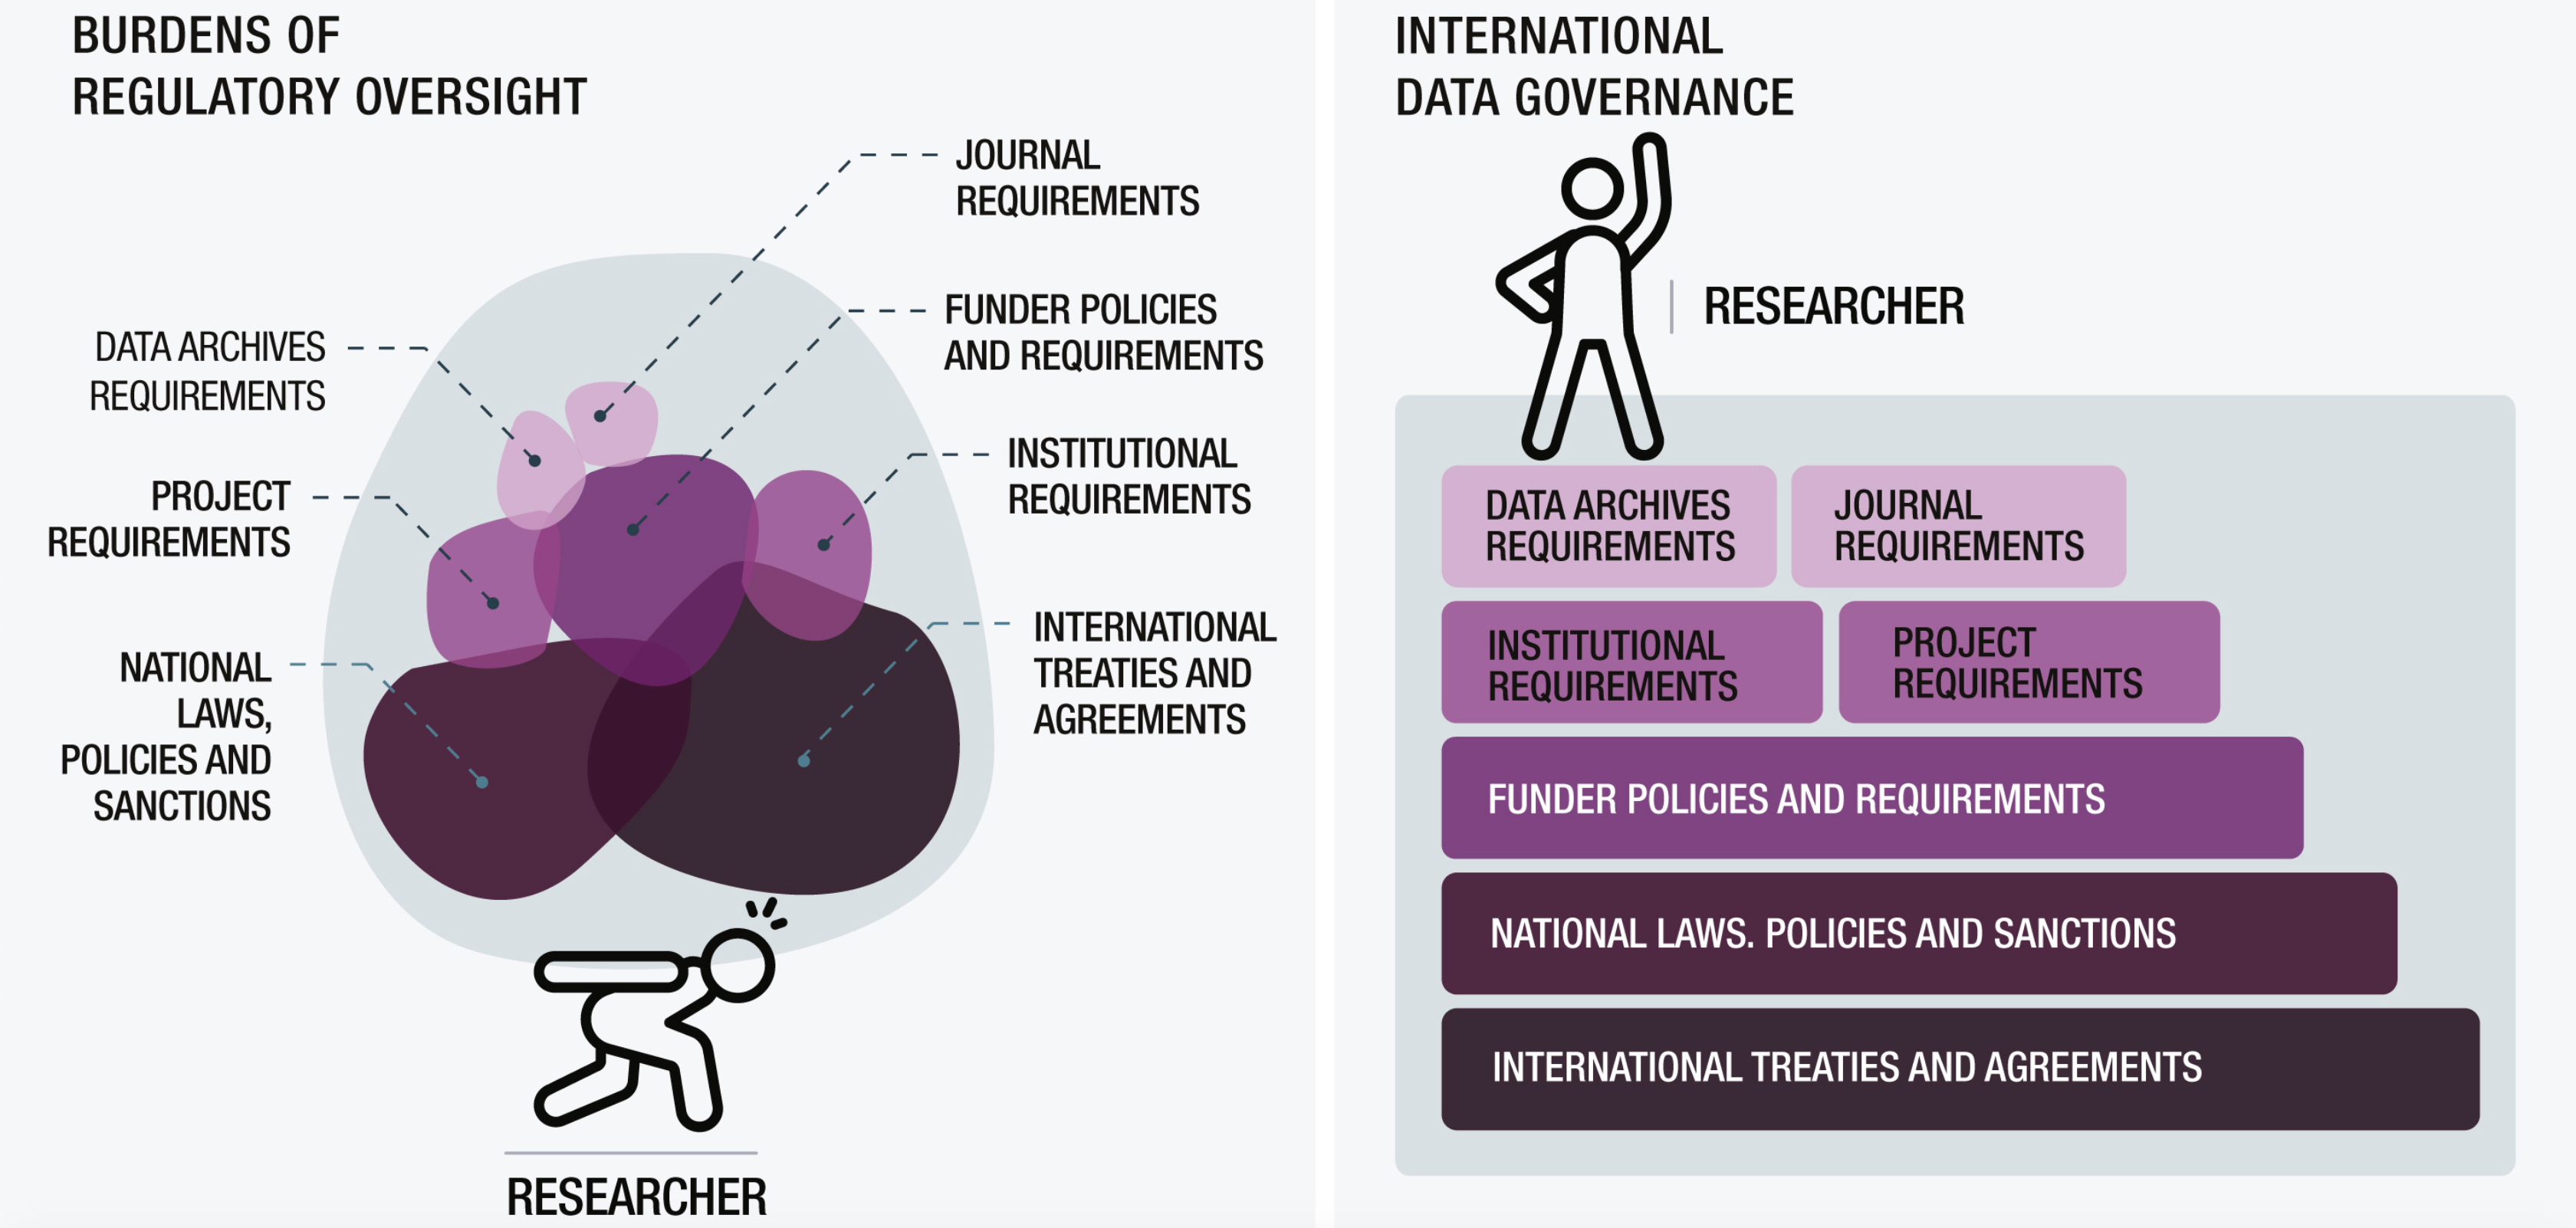 BURDENS OF
REGULATORY OVERSIGHT
JOURNAL
REQUIREMENTS
FUNDER POLICIES
AND REQUIREMENTS
DATA ARCHIVES
REQUIREMENTS
INSTITUTIONAL
REQUIREMENTS
PROJECT
REQUIREMENTS
INTERNATIONAL
TREATIES AND
AGREEMENTS
NATIONAL
LAWS,
POLICIES AND
SANCTIONS
RESEARCHER
INTERNATIONAL
DATA GOVERNANCE
RESEARCHER
DATA ARCHIVES
REQUIREMENTS
JOURNAL
REQUIREMENTS
INSTITUTIONAL
REQUIREMENTS
PROJECT
REQUIREMENTS
FUNDER POLICIES AND REQUIREMENTS
NATIONAL LAWS. POLICIES AND SANCTIONS
INTERNATIONAL TREATIES AND AGREEMENTS